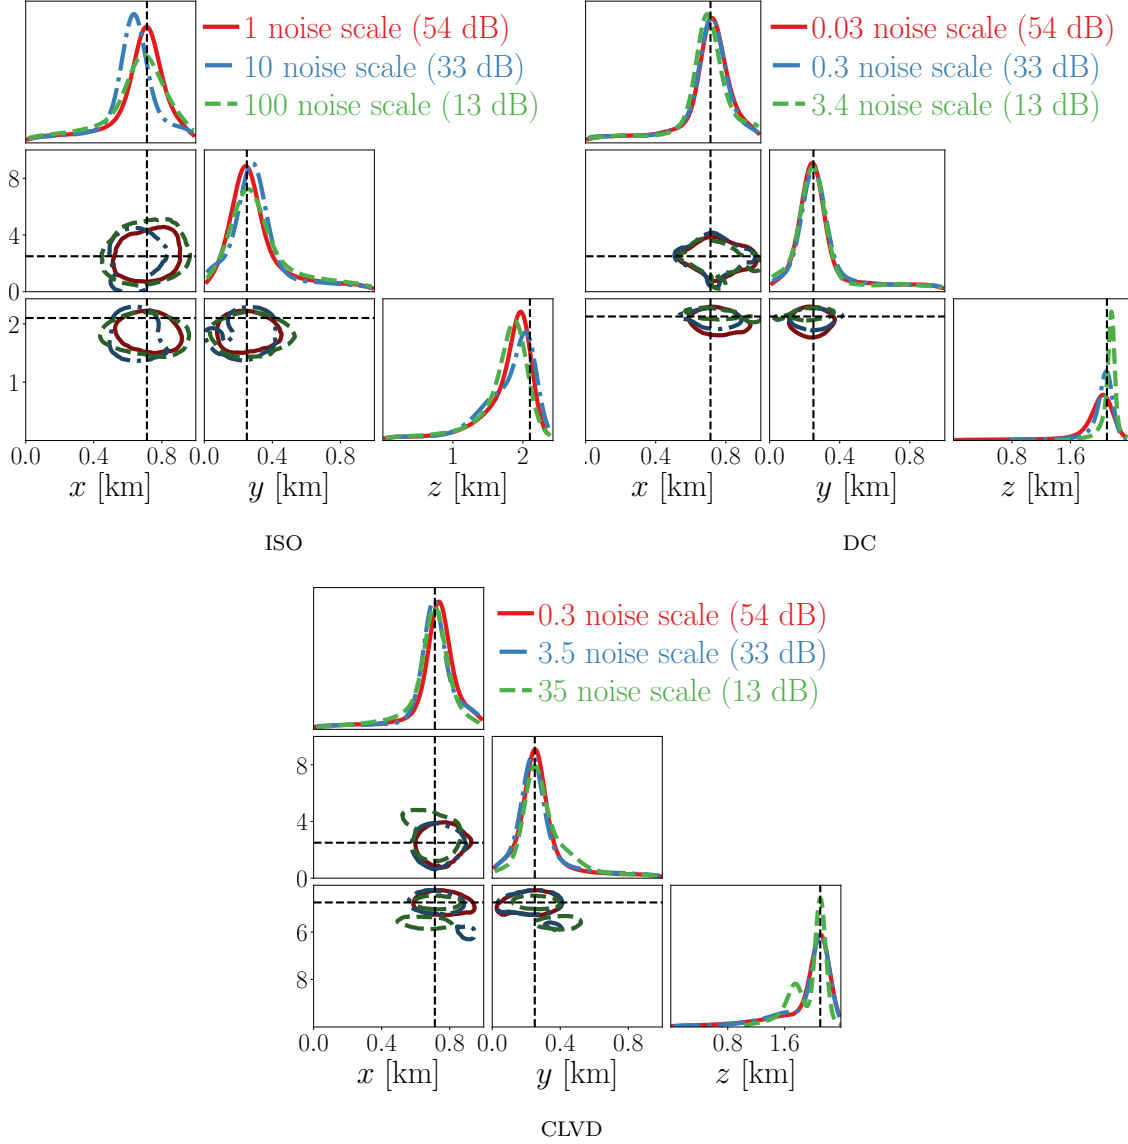 1 noise scale (54 dB)
10 noise scale (33 dB)
100 noise scale (13 dB)
8
4
0
2
1
0.0 0.4 0.8 0.0 0.4 0.8 1 2
x [km] y [km] z [km]
ISO
0.03 noise scale (54 dB)
0.3 noise scale (33 dB)
3.4 noise scale (13 dB)
.0 0.4 0.8 0.0 0.4 0.8 0.8 1.6
x [km] y [km] z [km]
DC
0.3 noise scale (54 dB)
3.5 noise scale (33 dB)
35 noise scale (13 dB)
8
4
0
6
8
0.0 0.4 0.8 0.0 0.4 0.8 0.8 1.6
x [km] y [km] z [km]
CLVD